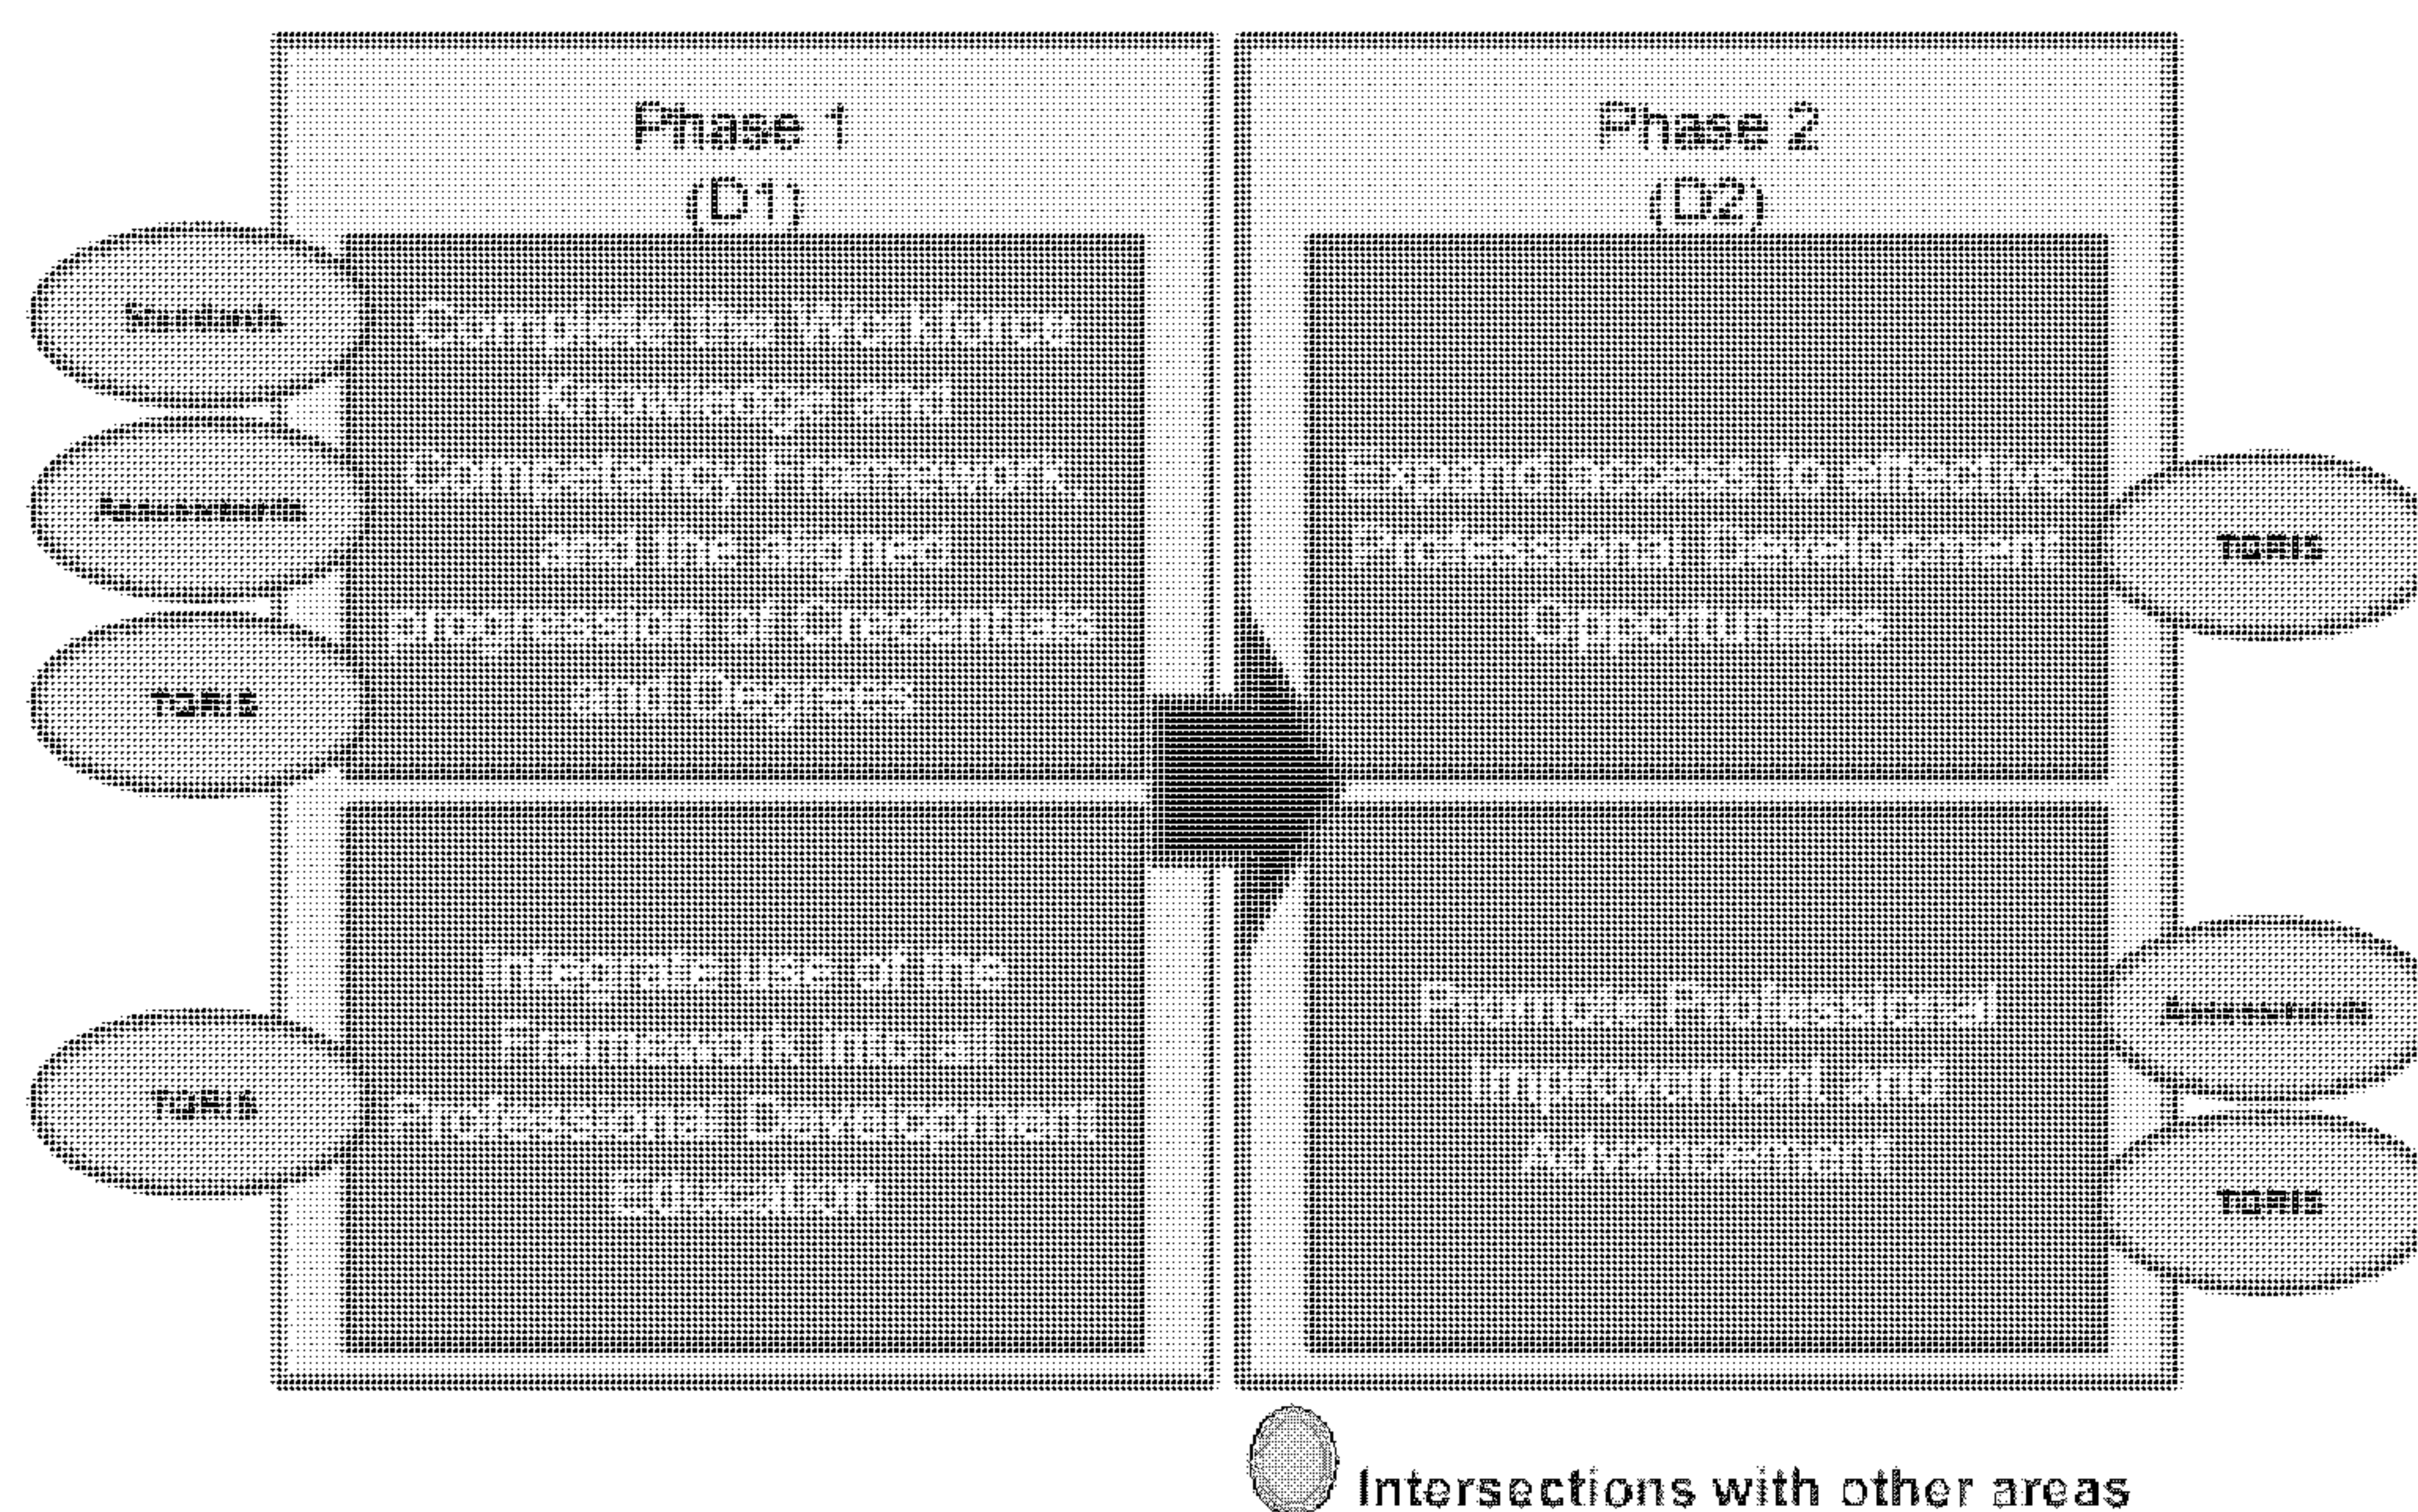 Phase 1
(D1)
Complete the Workforce
Knowledge and
Competency Framework,
and the aligned
progression of Credentials
and Degrees
Integrate use of the
Framework into all
Professional Development
Education
Standards
TQRIS
TQRIS
Phase 2
(D2)
Expand access to effective
Professional Development
Opportunities
Promote Professional
Improvement and
Advancement
TQRIS
TQRIS
Intersections with other areas